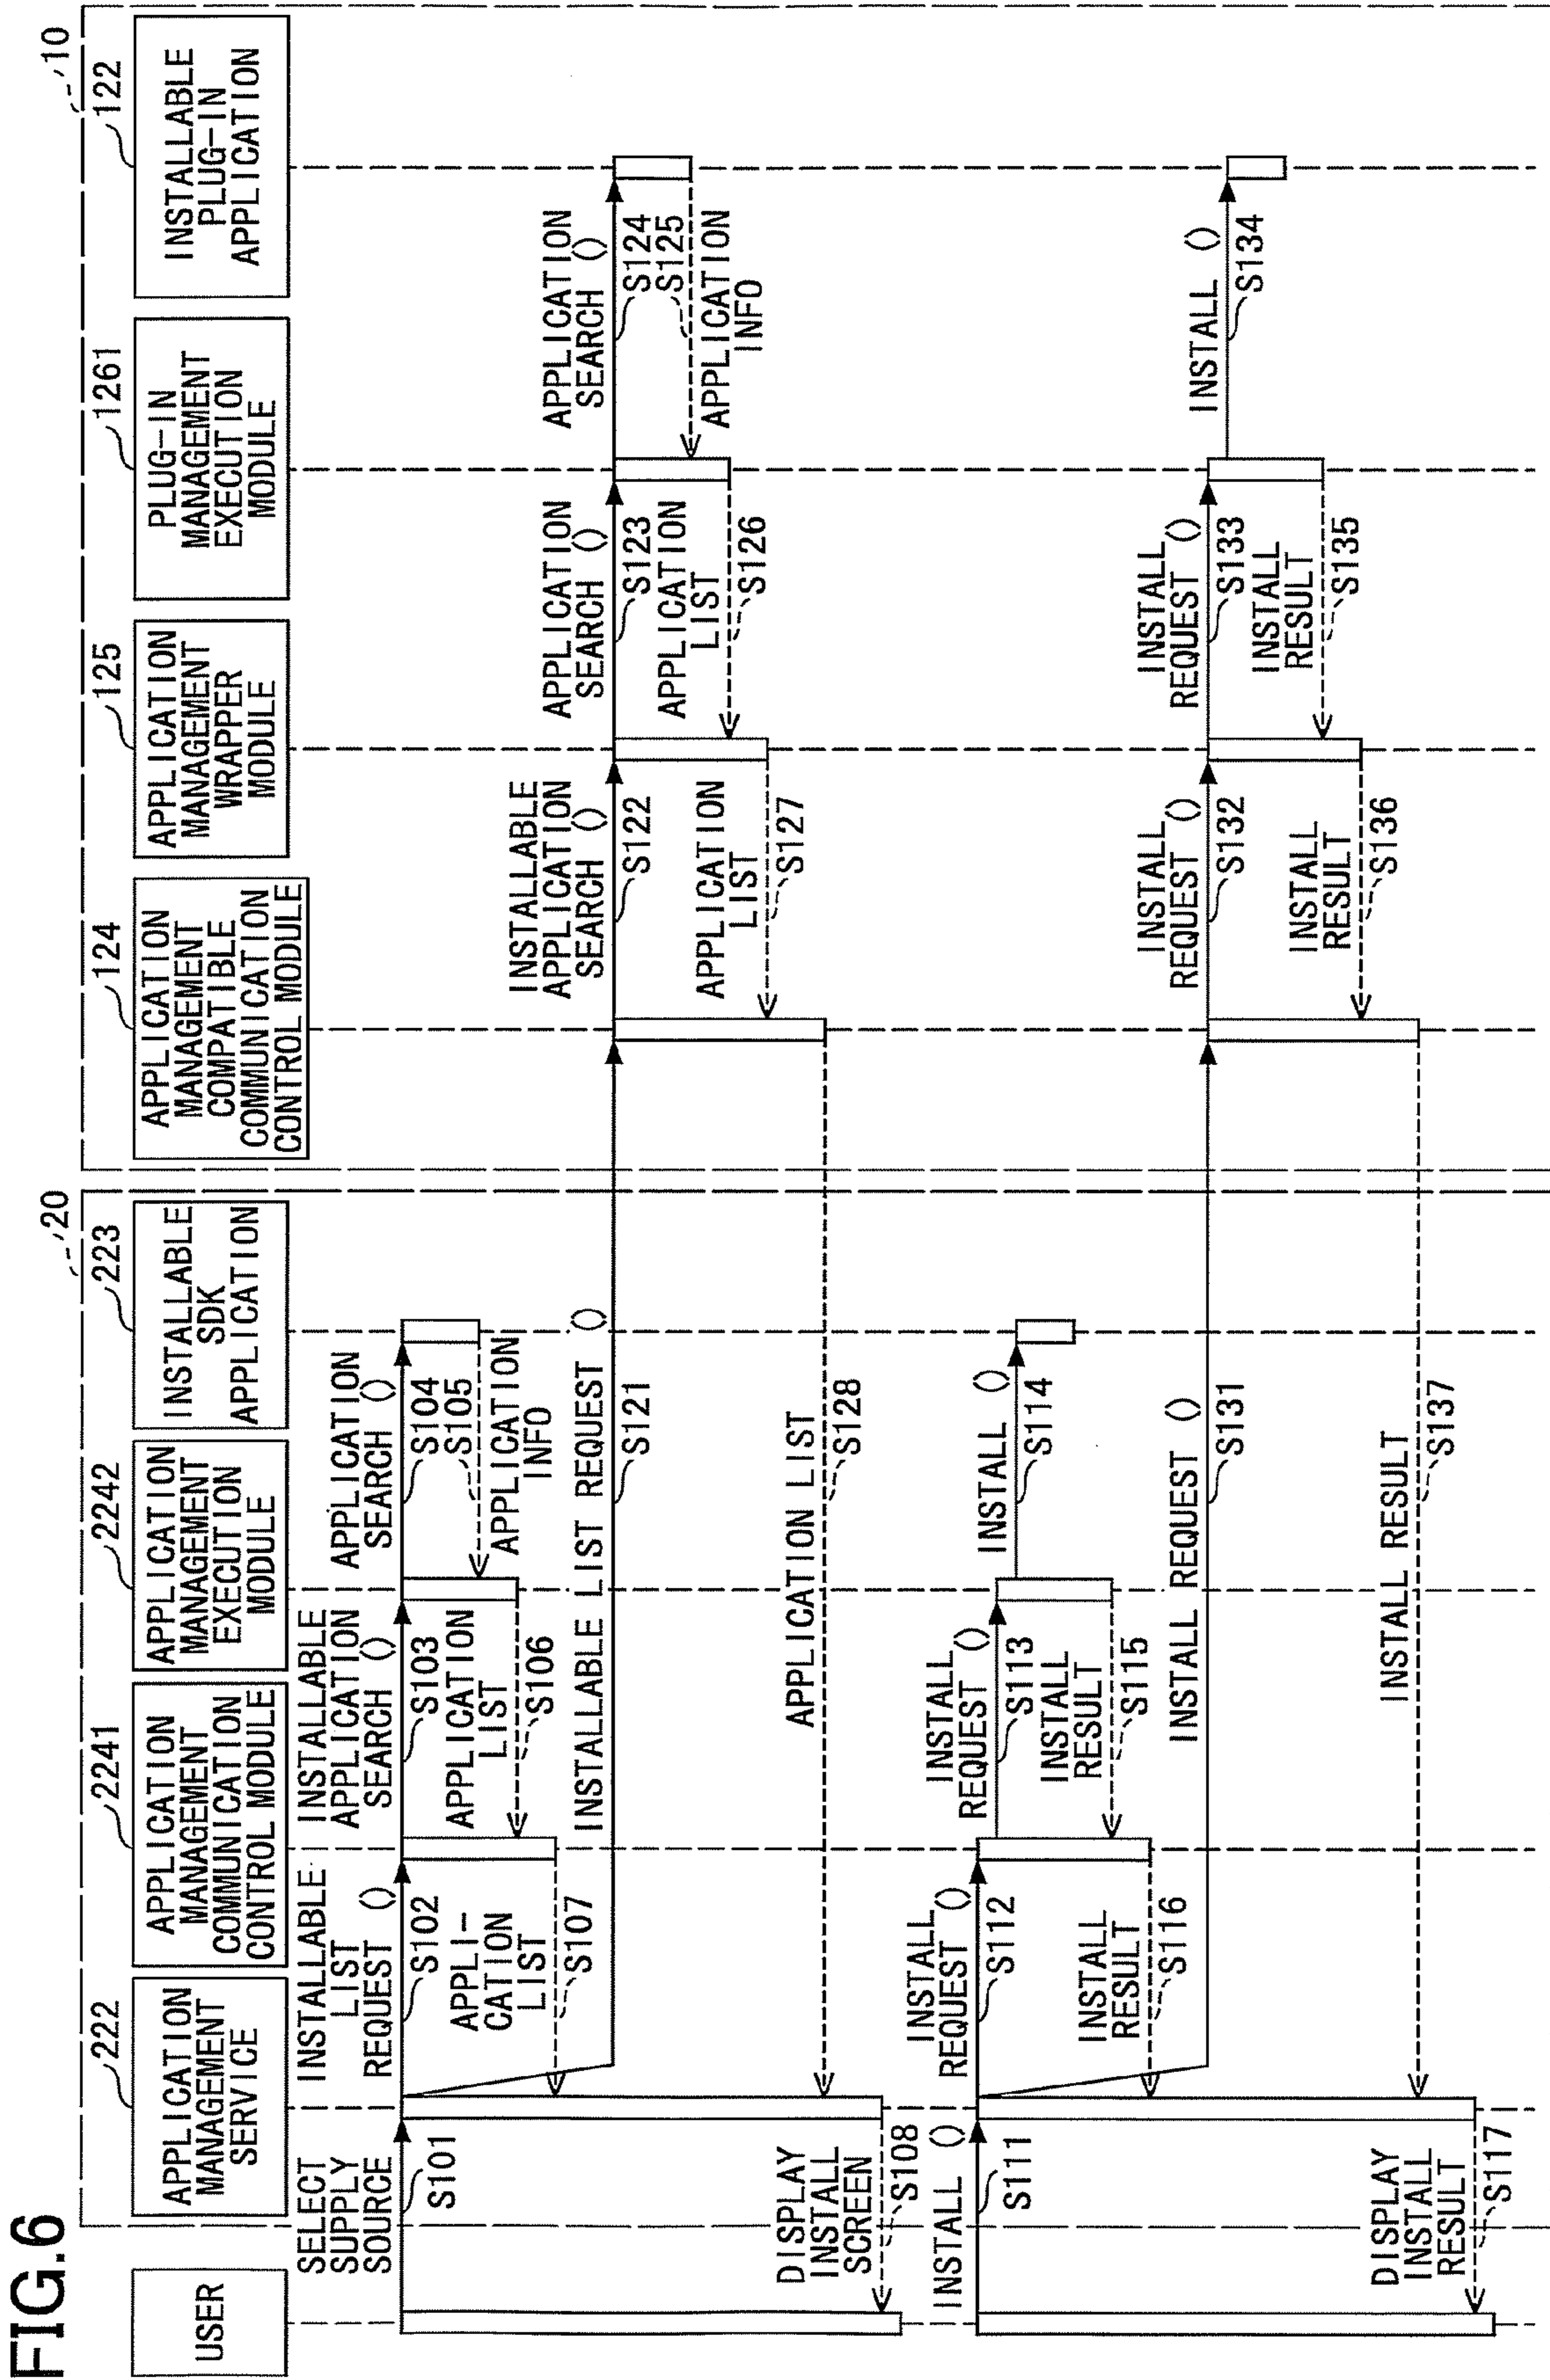 FIG.6
20
10
USER
222
APPLICATION
MANAGEMENT
SERVICE
2241
APPLICATION
MANAGEMENT
COMMUNICATION
CONTROL MODULE
2242
APPLICATION
MANAGEMENT
EXECUTION
MODULE
223
INSTALLABLE
SDK
APPLICATION
124
APPLICATION
MANAGEMENT
COMPATIBLE
COMMUNICATION
CONTROL MODULE
125
APPLICATION
MANAGEMENT
WRAPPER
MODULE
1261
PLUG-IN
MANAGEMENT
EXECUTION
MODULE
122
INSTALLABLE
PLUG-IN
APPLICATION
SELECT
SUPPLY
SOURCE
S101
INSTALLABLE
LIST
REQUEST ()
S102
INSTALLABLE
APPLICATION
SEARCH ()
S103
APPLICATION
SEARCH ()
S104
S105
APPLICATION
INFO
APPLICATION
LIST
S106
APPLI-
CATION
LIST
S107
INSTALLABLE LIST REQUEST ()
S121
INSTALLABLE
APPLICATION
SEARCH ()
S122
APPLICATION
SEARCH ()
S123
APPLICATION
SEARCH ()
S124
S125
APPLICATION
INFO
APPLICATION
LIST
S126
APPLICATION
LIST
S127
APPLICATION LIST
S128
DISPLAY
INSTALL
SCREEN
S108
INSTALL ()
S111
INSTALL
REQUEST ()
S112
INSTALL
REQUEST ()
S113
INSTALL ()
S114
INSTALL
RESULT
S115
INSTALL
RESULT
S116
INSTALL REQUEST ()
S131
INSTALL
REQUEST ()
S132
INSTALL
REQUEST ()
S133
INSTALL ()
S134
INSTALL
RESULT
S135
INSTALL
RESULT
S136
INSTALL RESULT
S137
DISPLAY
INSTALL
RESULT
S117